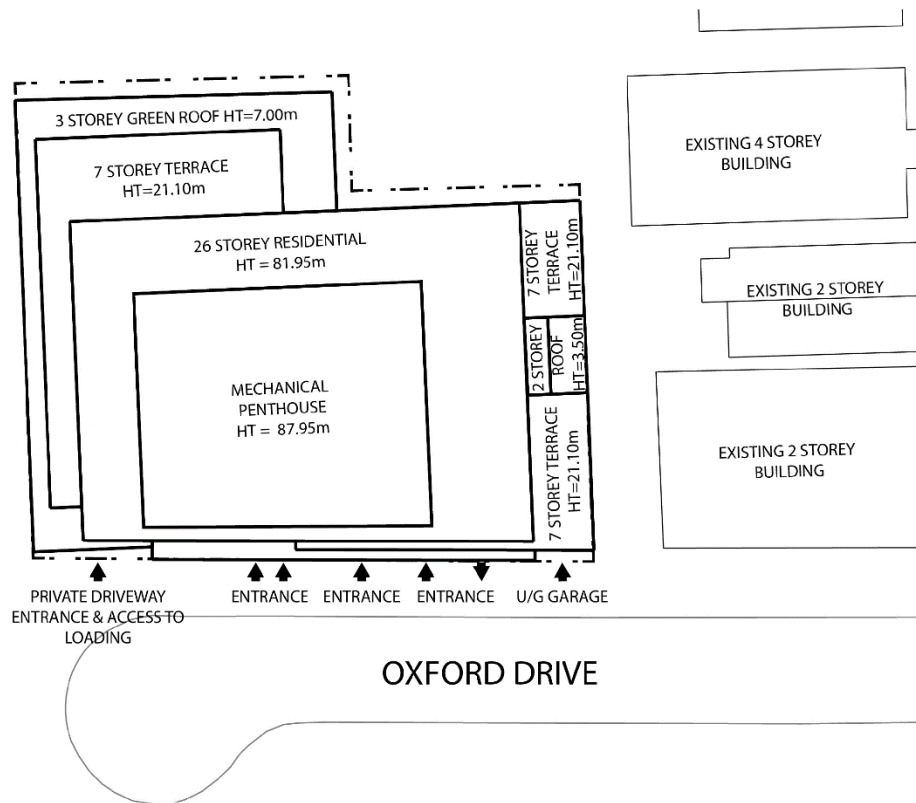 3 STOREY GREEN ROOF HT=7.00m
7 STOREY TERRACE
HT=21.10m
26 STOREY RESIDENTIAL
HT = 81.95m
MECHANICAL
PENTHOUSE
HT = 87.95m
7 STOREY
TERRACE
HT=21.10m
2 STOREY
ROOF
HT=3.50m
7 STOREY TERRACE
HT=21.10m
EXISTING 4 STOREY
BUILDING
EXISTING 2 STOREY
BUILDING
EXISTING 2 STOREY
BUILDING
PRIVATE DRIVEWAY
ENTRANCE & ACCESS TO
LOADING
ENTRANCE
ENTRANCE
ENTRANCE
U/G GARAGE
OXFORD DRIVE